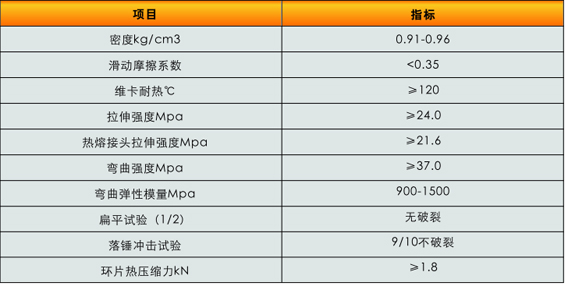 项目 指标
密度kg/cm3 0.91-0.96
滑动摩擦系数 <0.35
维卡耐热℃ ≥120
拉伸强度Mpa ≥24.0
热熔接头拉伸强度Mpa ≥21.6
弯曲强度Mpa ≥37.0
弯曲弹性模量Mpa 900-1500
扁平试验（1/2） 无破裂
落锤冲击试验 9/10不破裂
环片热压缩力kN ≥1.8